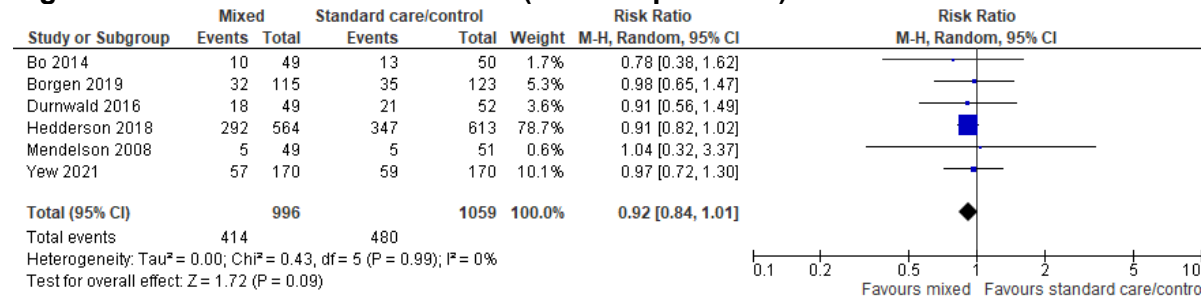 Mixed Standard care/control Risk Ratio Risk Ratio
Study or Subgroup Events Total Events Total Weight M-H, Random, 95% CI M-H, Random, 95% CI
Bo 2014 10 49 13 50 1.7% 0.78 [0.38, 1.62]
Borgen 2019 32 115 35 123 5.3% 0.98 [0.65, 1.47]
Durnwald 2016 18 49 21 52 3.6% 0.91 [0.56, 1.49]
Hedderson 2018 292 564 347 613 78.7% 0.91 [0.82, 1.02]
Mendelson 2008 5 49 5 51 0.6% 1.04 [0.32, 3.37]
Yew 2021 57 170 59 170 10.1% 0.97 [0.72, 1.30]
Total (95% CI) 996 1059 100.0% 0.92 [0.84, 1.01]
Total events 414 480
Heterogeneity: Tau² = 0.00; Chi² = 0.43, df = 5 (P = 0.99); I² = 0%
Test for overall effect: Z = 1.72 (P = 0.09)
0.1 0.2 0.5 1 2 5 10
Favours mixed Favours standard care/contro